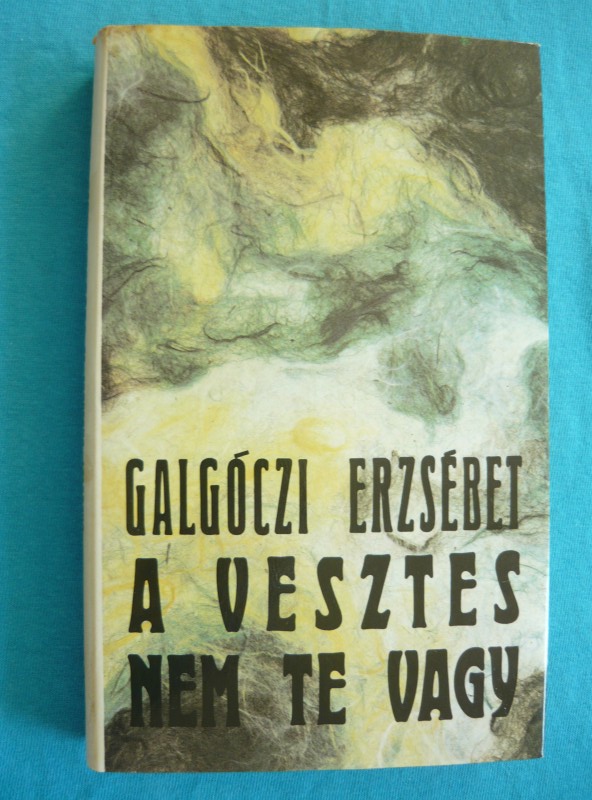 GALGÓCZI ERZSÉBET
A VESZTES
NEM TE VAGY